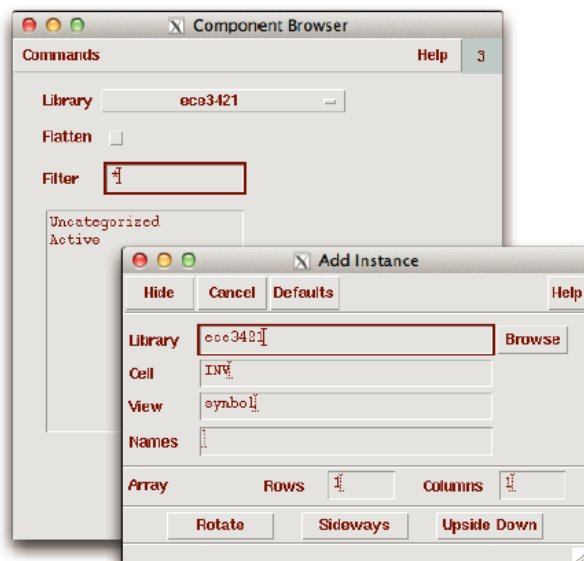 Component Browser
Commands Help 3
Library ece3421
Flatten
Filter *
Uncategorized
Active
Add Instance
Hide Cancel Defaults Help
Library ece3421 Browse
Cell INV
View symbol
Names
Array Rows 1 Columns 1
Rotate Sideways Upside Down